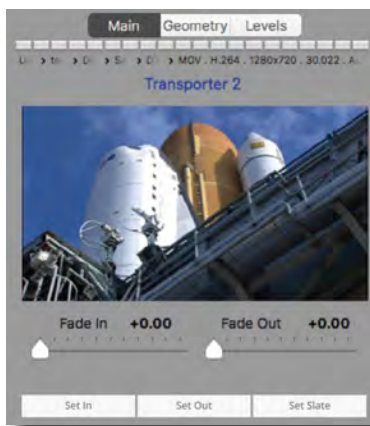 Main Geometry Levels
› › › › › MOV . H.264 . 1280x720 . 30.022 .
Transporter 2
Fade In +0.00 Fade Out +0.00
Set In Set Out Set Slate